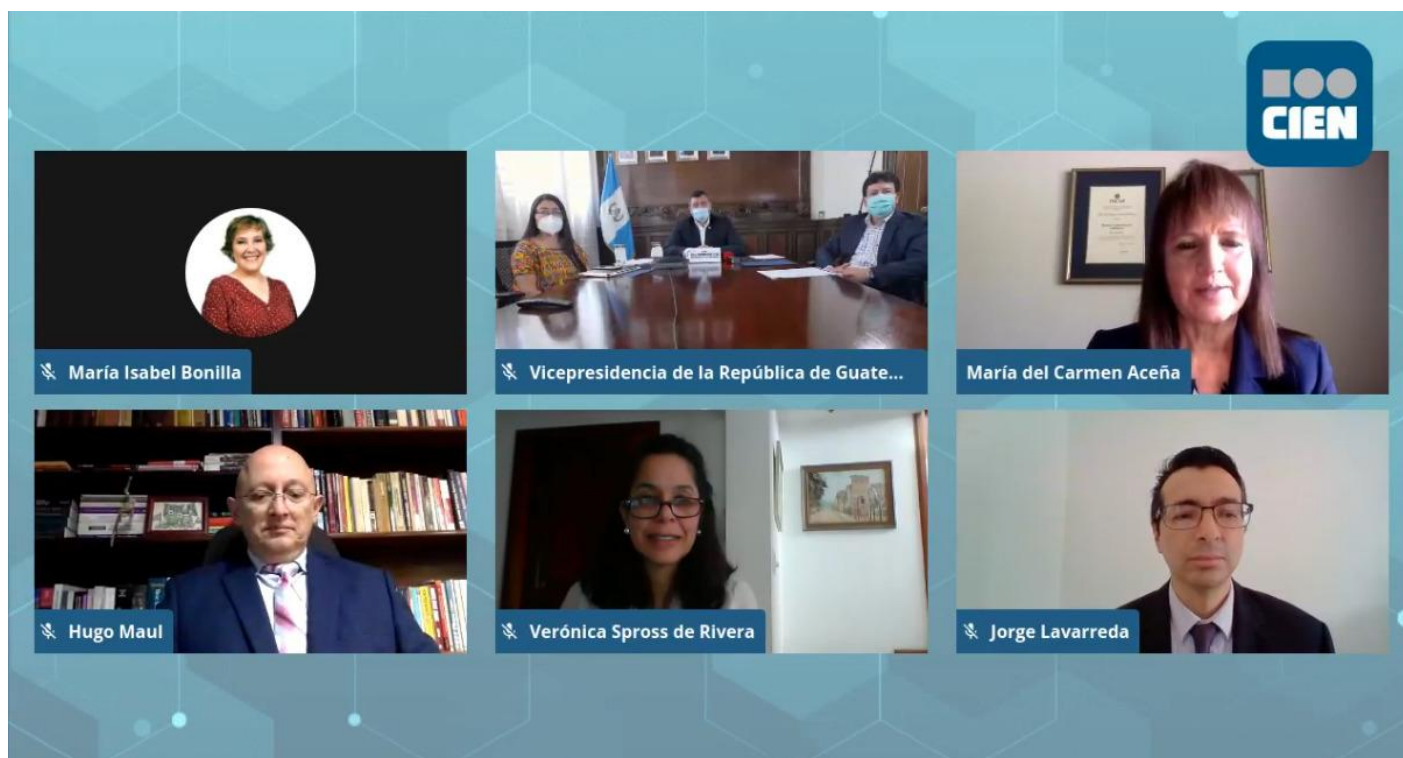 CIEN
María Isabel Bonilla
Vicepresidencia de la República de Guate...
María del Carmen Aceña
Hugo Maul
Verónica Spross de Rivera
Jorge Lavarreda